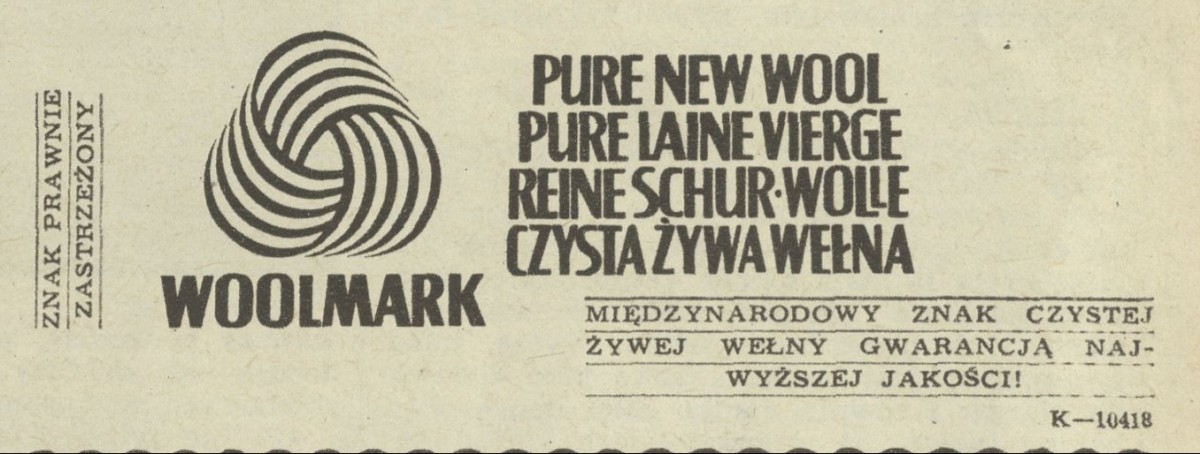 ZNAK PRAWNIE
ZASTRZEŻONY
WOOLMARK
PURE NEW WOOL
PURE LAINE VIERGE
REINE SCHUR·WOLLE
CZYSTA ŻYWA WEŁNA
MIĘDZYNARODOWY ZNAK CZYSTEJ
ŻYWEJ WEŁNY GWARANCJĄ NAJ-
WYŻSZEJ JAKOŚCI!
K—10418